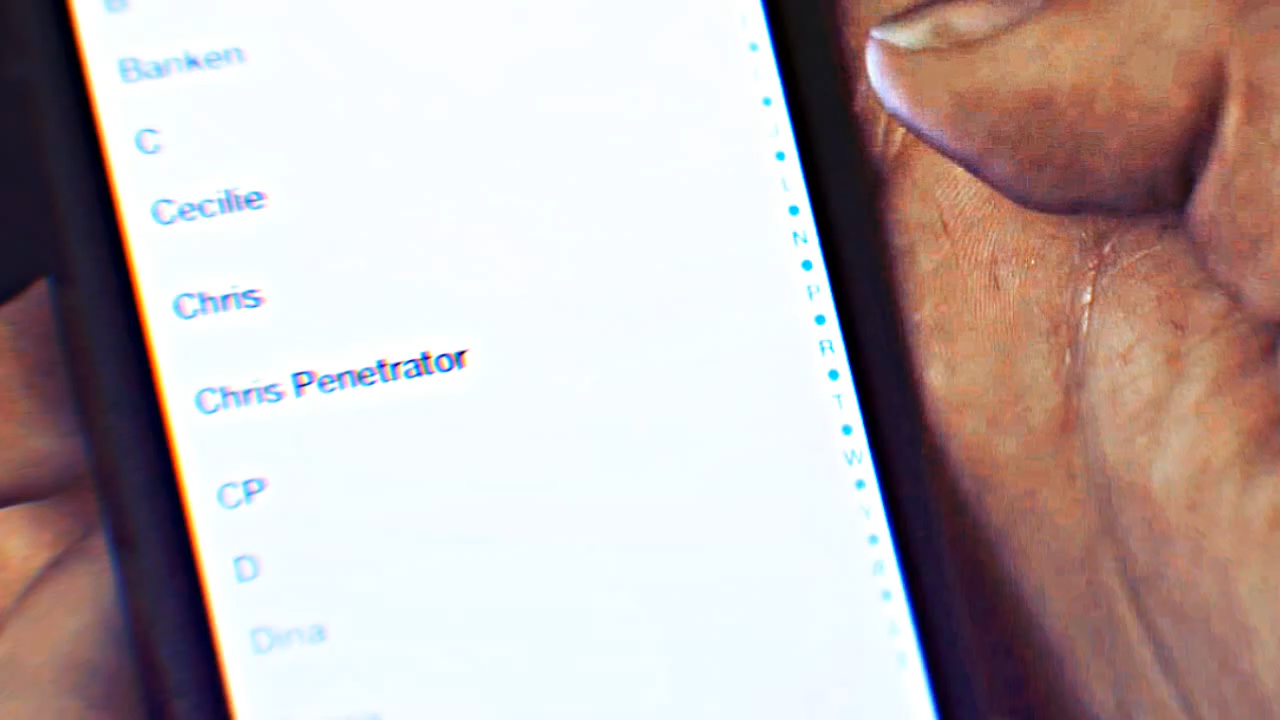 B
Banken
C
Cecilie
Chris
Chris Penetrator
CP
D
Dina
J
L
N
P
R
T
W
Y